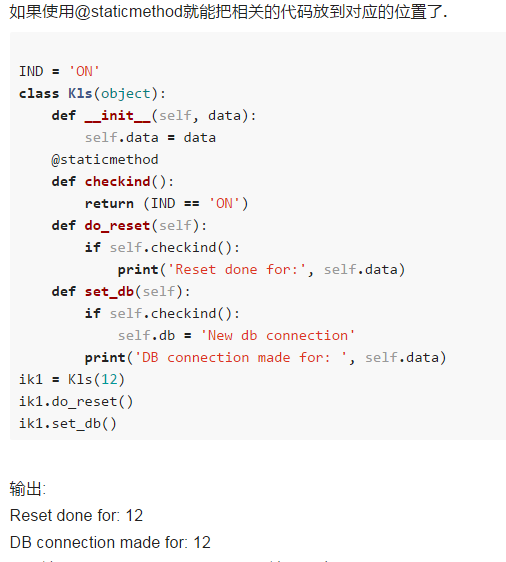 如果使用@staticmethod就能把相关的代码放到对应的位置了.
IND = 'ON'
class Kls(object):
    def __init__(self, data):
        self.data = data
    @staticmethod
    def checkind():
        return (IND == 'ON')
    def do_reset(self):
        if self.checkind():
            print('Reset done for:', self.data)
    def set_db(self):
        if self.checkind():
            self.db = 'New db connection'
        print('DB connection made for: ', self.data)
ik1 = Kls(12)
ik1.do_reset()
ik1.set_db()
输出:
Reset done for: 12
DB connection made for: 12